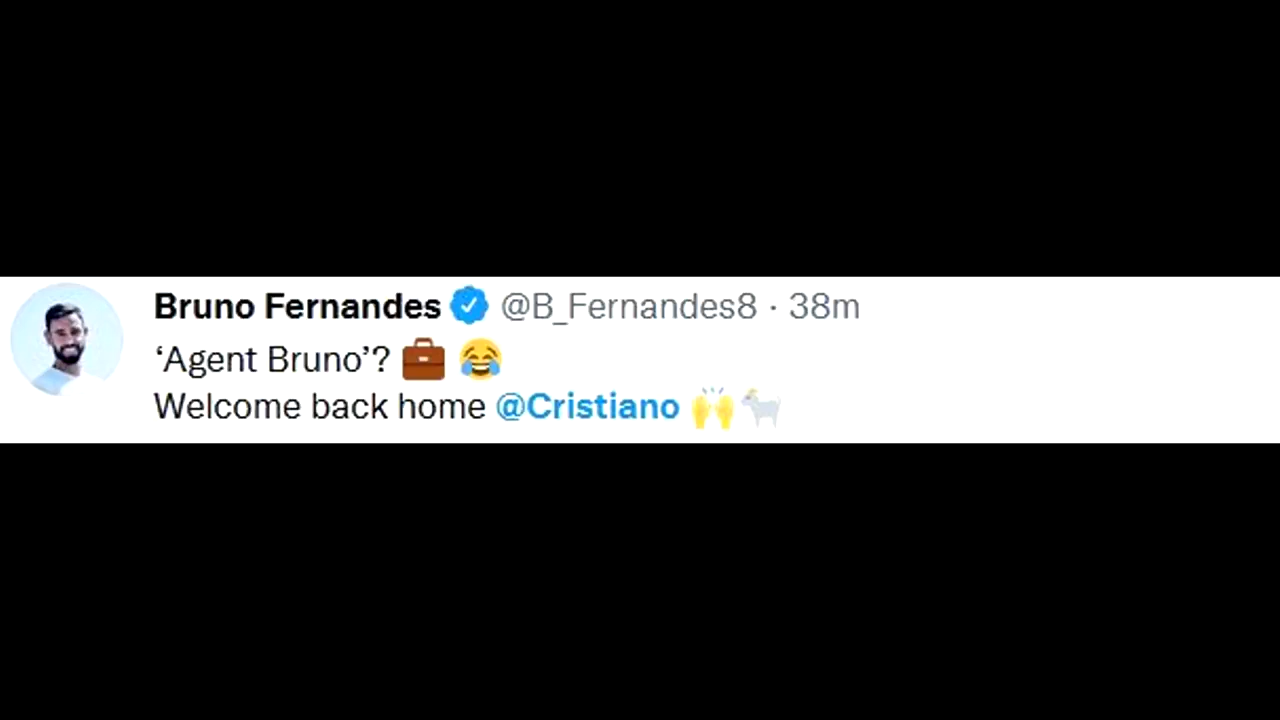 Bruno Fernandes @B_Fernandes8 · 38m
‘Agent Bruno’? 💼 😂
Welcome back home @Cristiano 🙌🐐